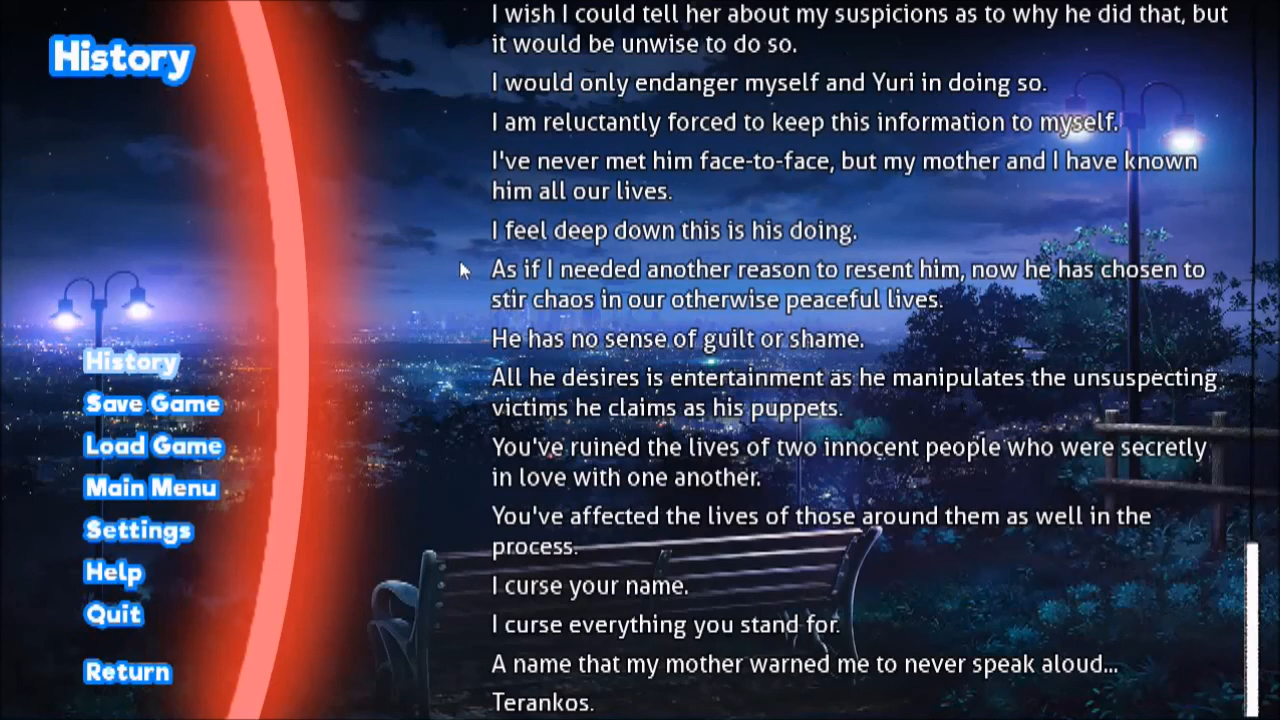 History
I wish I could tell her about my suspicions as to why he did that, but
it would be unwise to do so.
I would only endanger myself and Yuri in doing so.
I am reluctantly forced to keep this information to myself.
I've never met him face-to-face, but my mother and I have known
him all our lives.
I feel deep down this is his doing.
As if I needed another reason to resent him, now he has chosen to
stir chaos in our otherwise peaceful lives.
He has no sense of guilt or shame.
All he desires is entertainment as he manipulates the unsuspecting
victims he claims as his puppets.
You've ruined the lives of two innocent people who were secretly
in love with one another.
You've affected the lives of those around them as well in the
process.
I curse your name.
I curse everything you stand for.
A name that my mother warned me to never speak aloud...
Terankos.
History
Save Game
Load Game
Main Menu
Settings
Help
Quit
Return